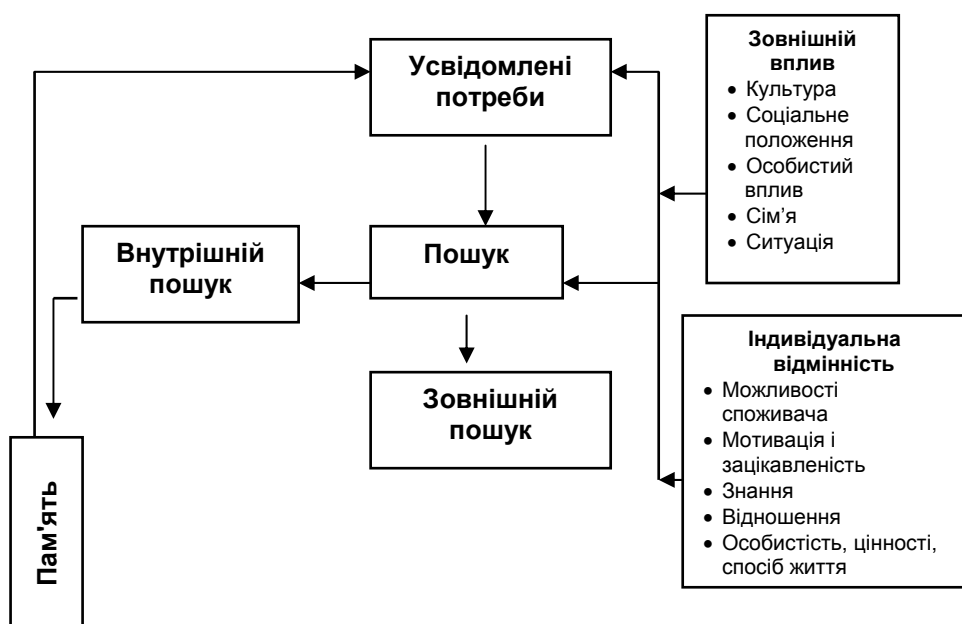 Усвідомлені
потреби
Зовнішній
вплив
• Культура
• Соціальне
положення
• Особистий
вплив
• Сім’я
• Ситуація
Внутрішній
пошук
Пошук
Зовнішній
пошук
Індивідуальна
відмінність
• Можливості
споживача
• Мотивація і
зацікавленість
• Знання
• Відношення
• Особистість, цінності,
спосіб життя
Пам'ять